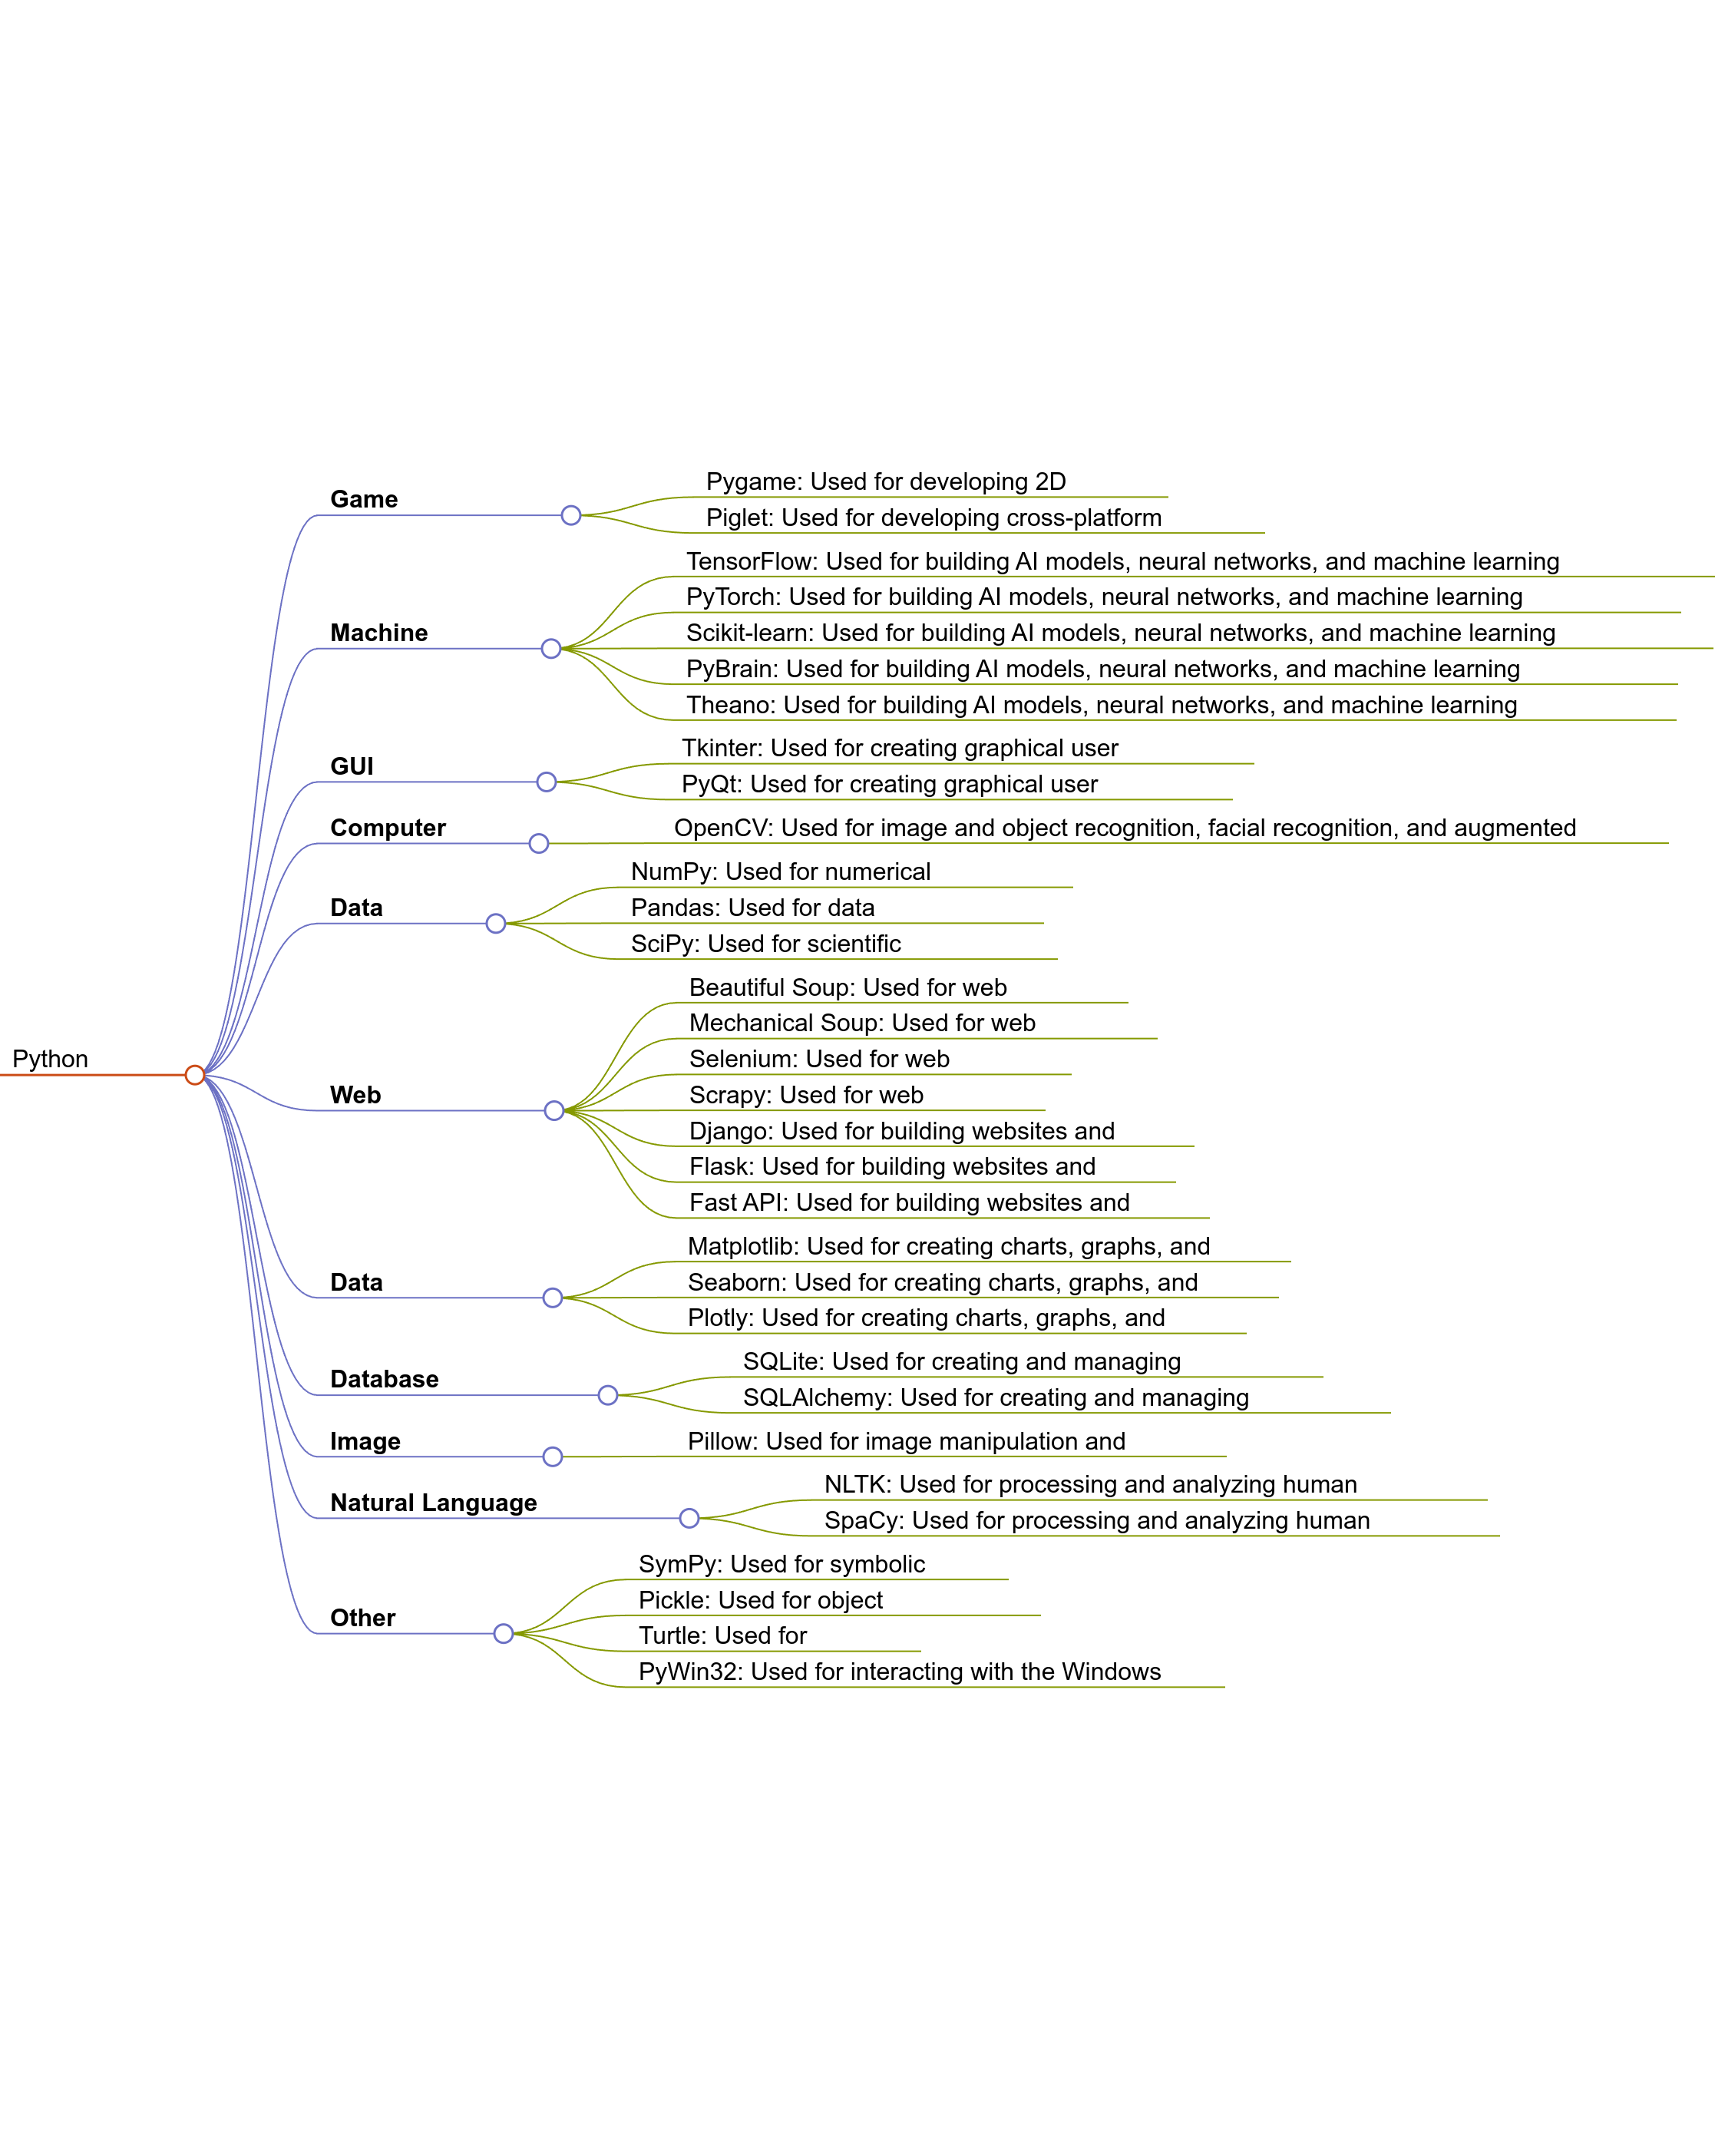 Python
Game
Pygame: Used for developing 2D
Piglet: Used for developing cross-platform
Machine
TensorFlow: Used for building AI models, neural networks, and machine learning
PyTorch: Used for building AI models, neural networks, and machine learning
Scikit-learn: Used for building AI models, neural networks, and machine learning
PyBrain: Used for building AI models, neural networks, and machine learning
Theano: Used for building AI models, neural networks, and machine learning
GUI
Tkinter: Used for creating graphical user
PyQt: Used for creating graphical user
Computer
OpenCV: Used for image and object recognition, facial recognition, and augmented
Data
NumPy: Used for numerical
Pandas: Used for data
SciPy: Used for scientific
Web
Beautiful Soup: Used for web
Mechanical Soup: Used for web
Selenium: Used for web
Scrapy: Used for web
Django: Used for building websites and
Flask: Used for building websites and
Fast API: Used for building websites and
Data
Matplotlib: Used for creating charts, graphs, and
Seaborn: Used for creating charts, graphs, and
Plotly: Used for creating charts, graphs, and
Database
SQLite: Used for creating and managing
SQLAlchemy: Used for creating and managing
Image
Pillow: Used for image manipulation and
Natural Language
NLTK: Used for processing and analyzing human
SpaCy: Used for processing and analyzing human
Other
SymPy: Used for symbolic
Pickle: Used for object
Turtle: Used for
PyWin32: Used for interacting with the Windows